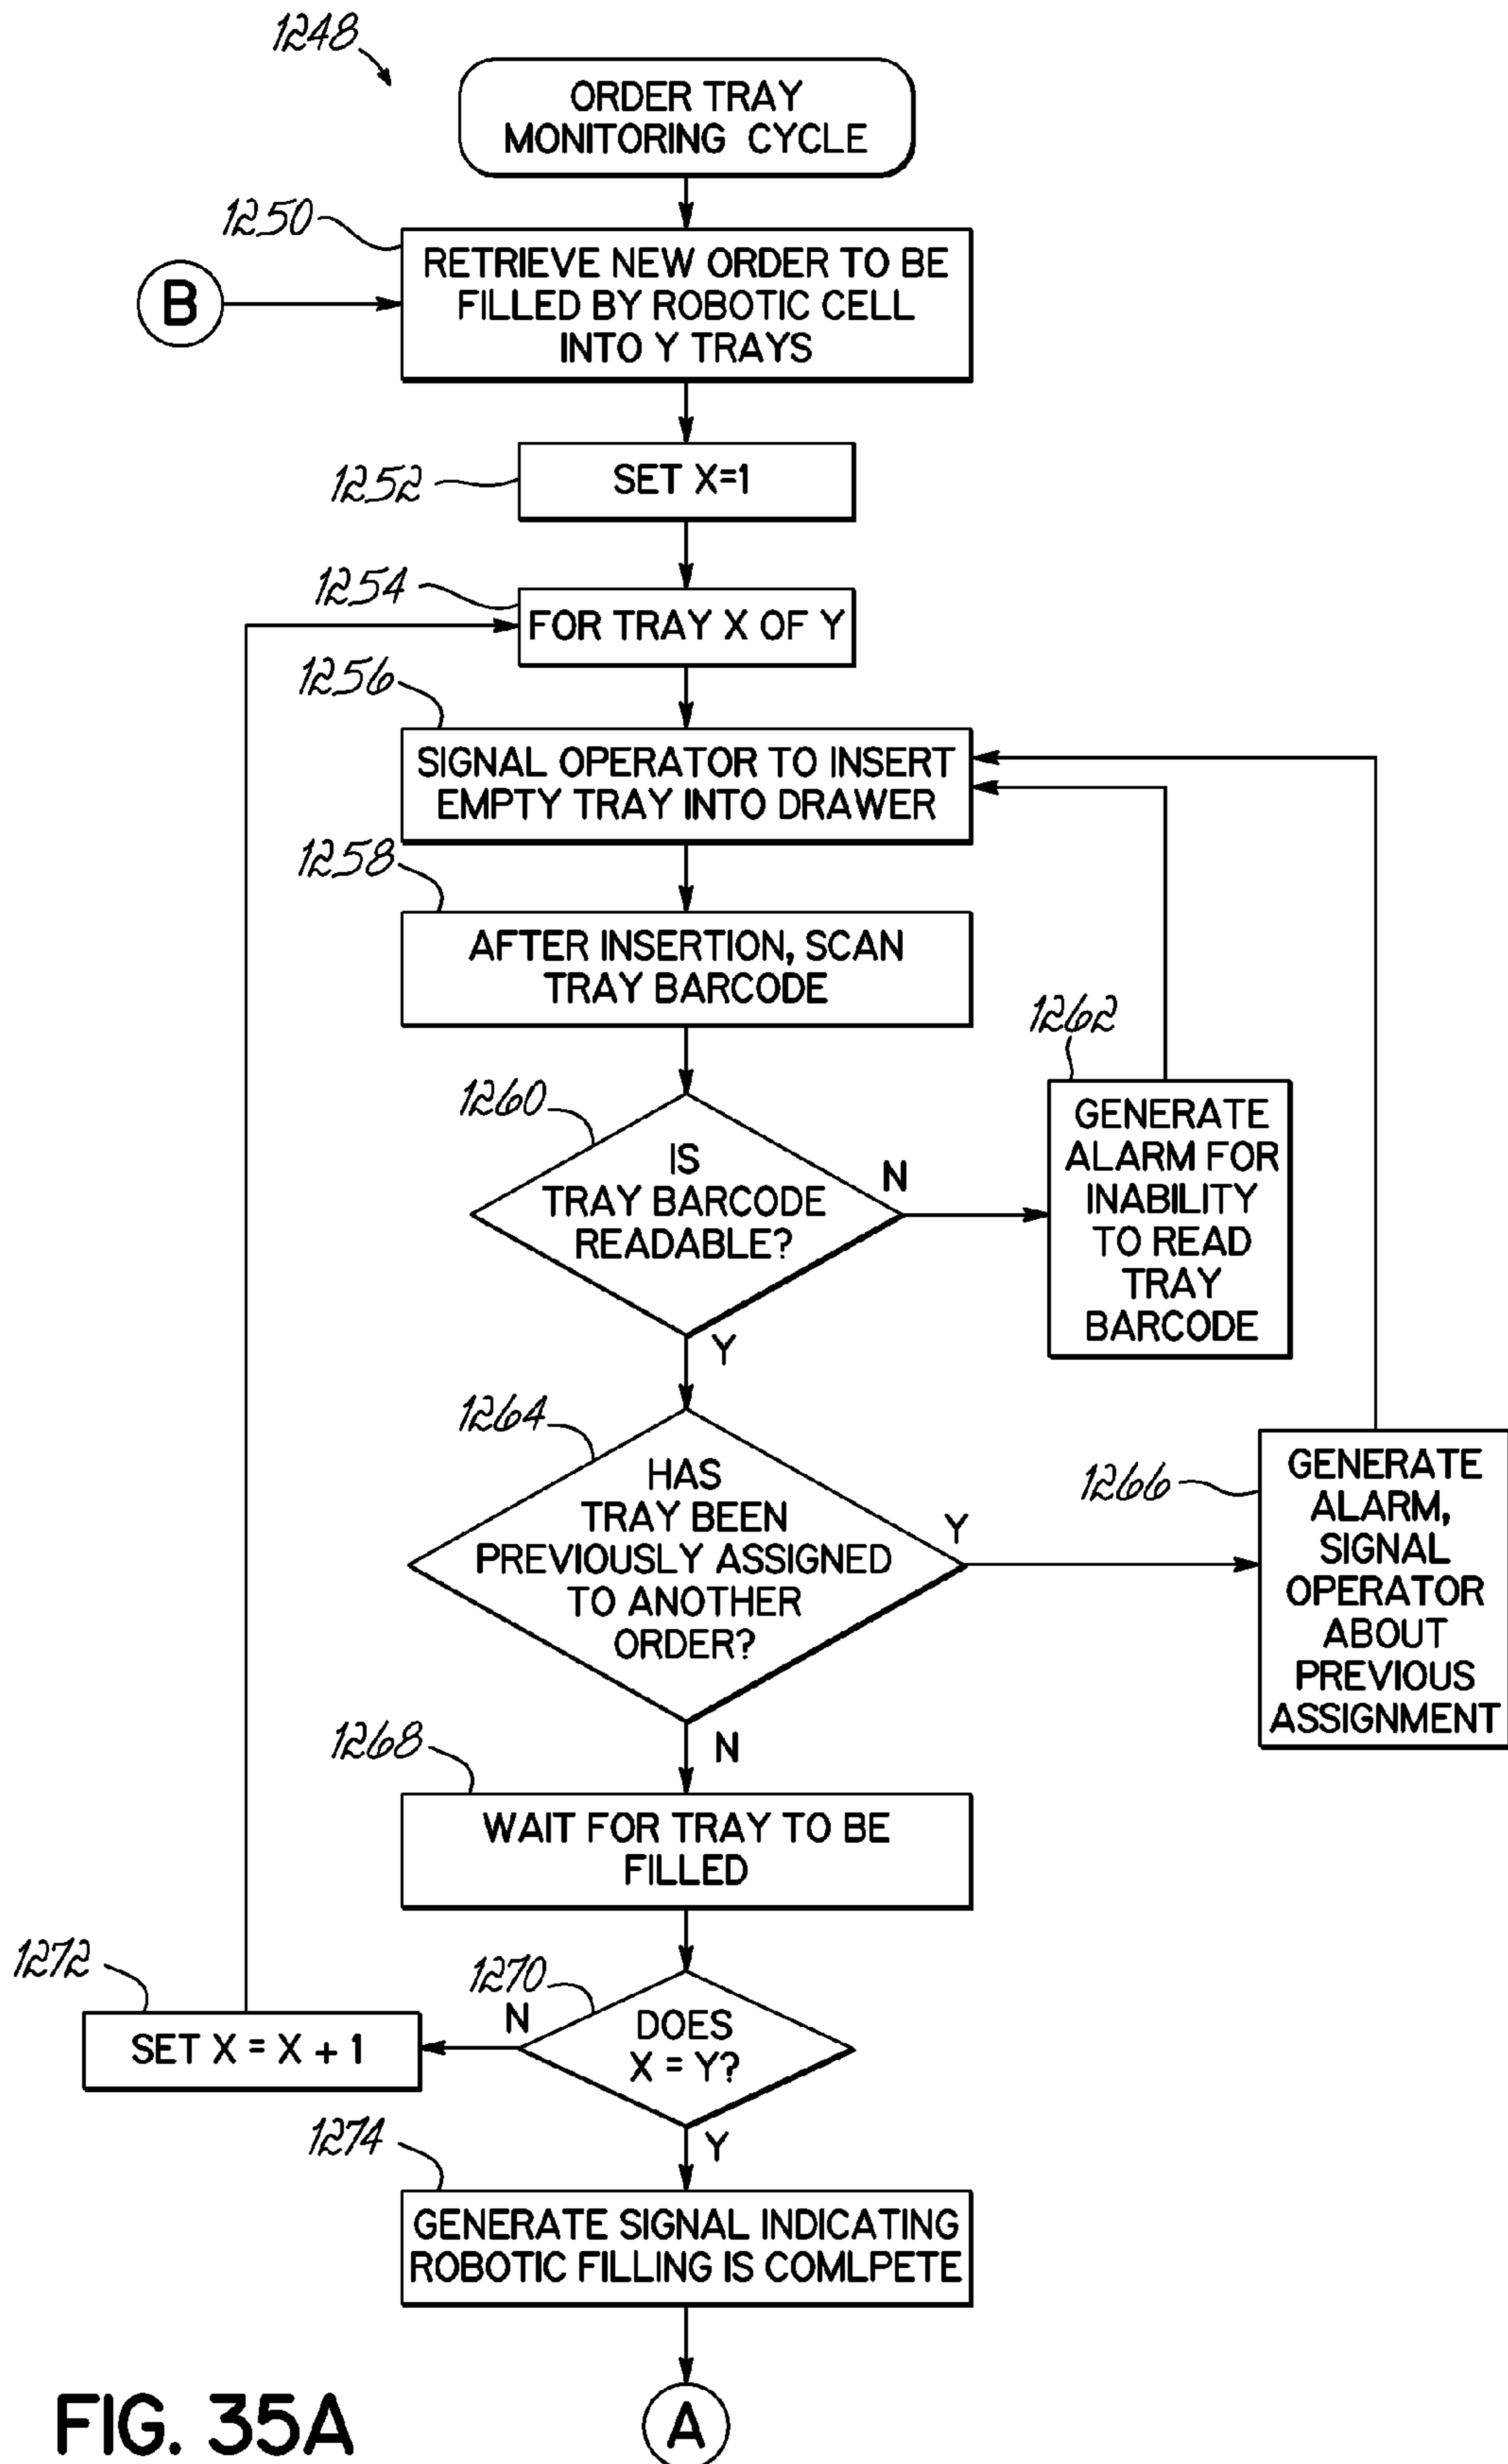 1248
ORDER TRAY
MONITORING CYCLE
1250
B
RETRIEVE NEW ORDER TO BE
FILLED BY ROBOTIC CELL
INTO Y TRAYS
1252
SET X=1
1254
FOR TRAY X OF Y
1256
SIGNAL OPERATOR TO INSERT
EMPTY TRAY INTO DRAWER
1258
AFTER INSERTION, SCAN
TRAY BARCODE
1260
IS
TRAY BARCODE
READABLE?
N
Y
1262
GENERATE
ALARM FOR
INABILITY
TO READ
TRAY
BARCODE
1264
HAS
TRAY BEEN
PREVIOUSLY ASSIGNED
TO ANOTHER
ORDER?
Y
N
1266
GENERATE
ALARM,
SIGNAL
OPERATOR
ABOUT
PREVIOUS
ASSIGNMENT
1268
WAIT FOR TRAY TO BE
FILLED
1270
DOES
X = Y?
N
Y
1272
SET X = X + 1
1274
GENERATE SIGNAL INDICATING
ROBOTIC FILLING IS COMLPETE
A
FIG. 35A